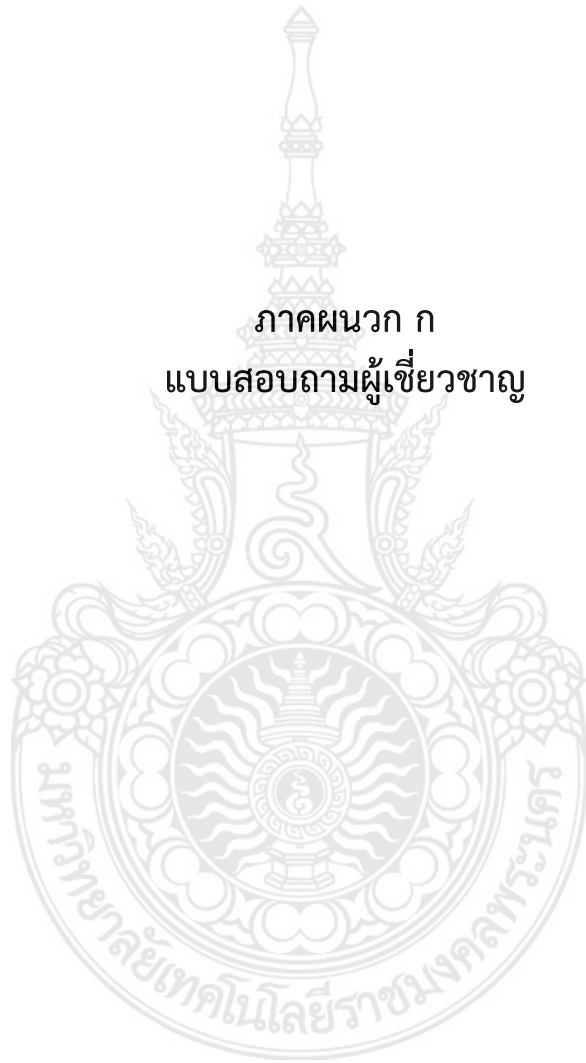 ภาคผนวก ก
แบบสอบถามผู้เชี่ยวชาญ
มหาวิทยาลัยเทคโนโลยีราชมงคลพระนคร